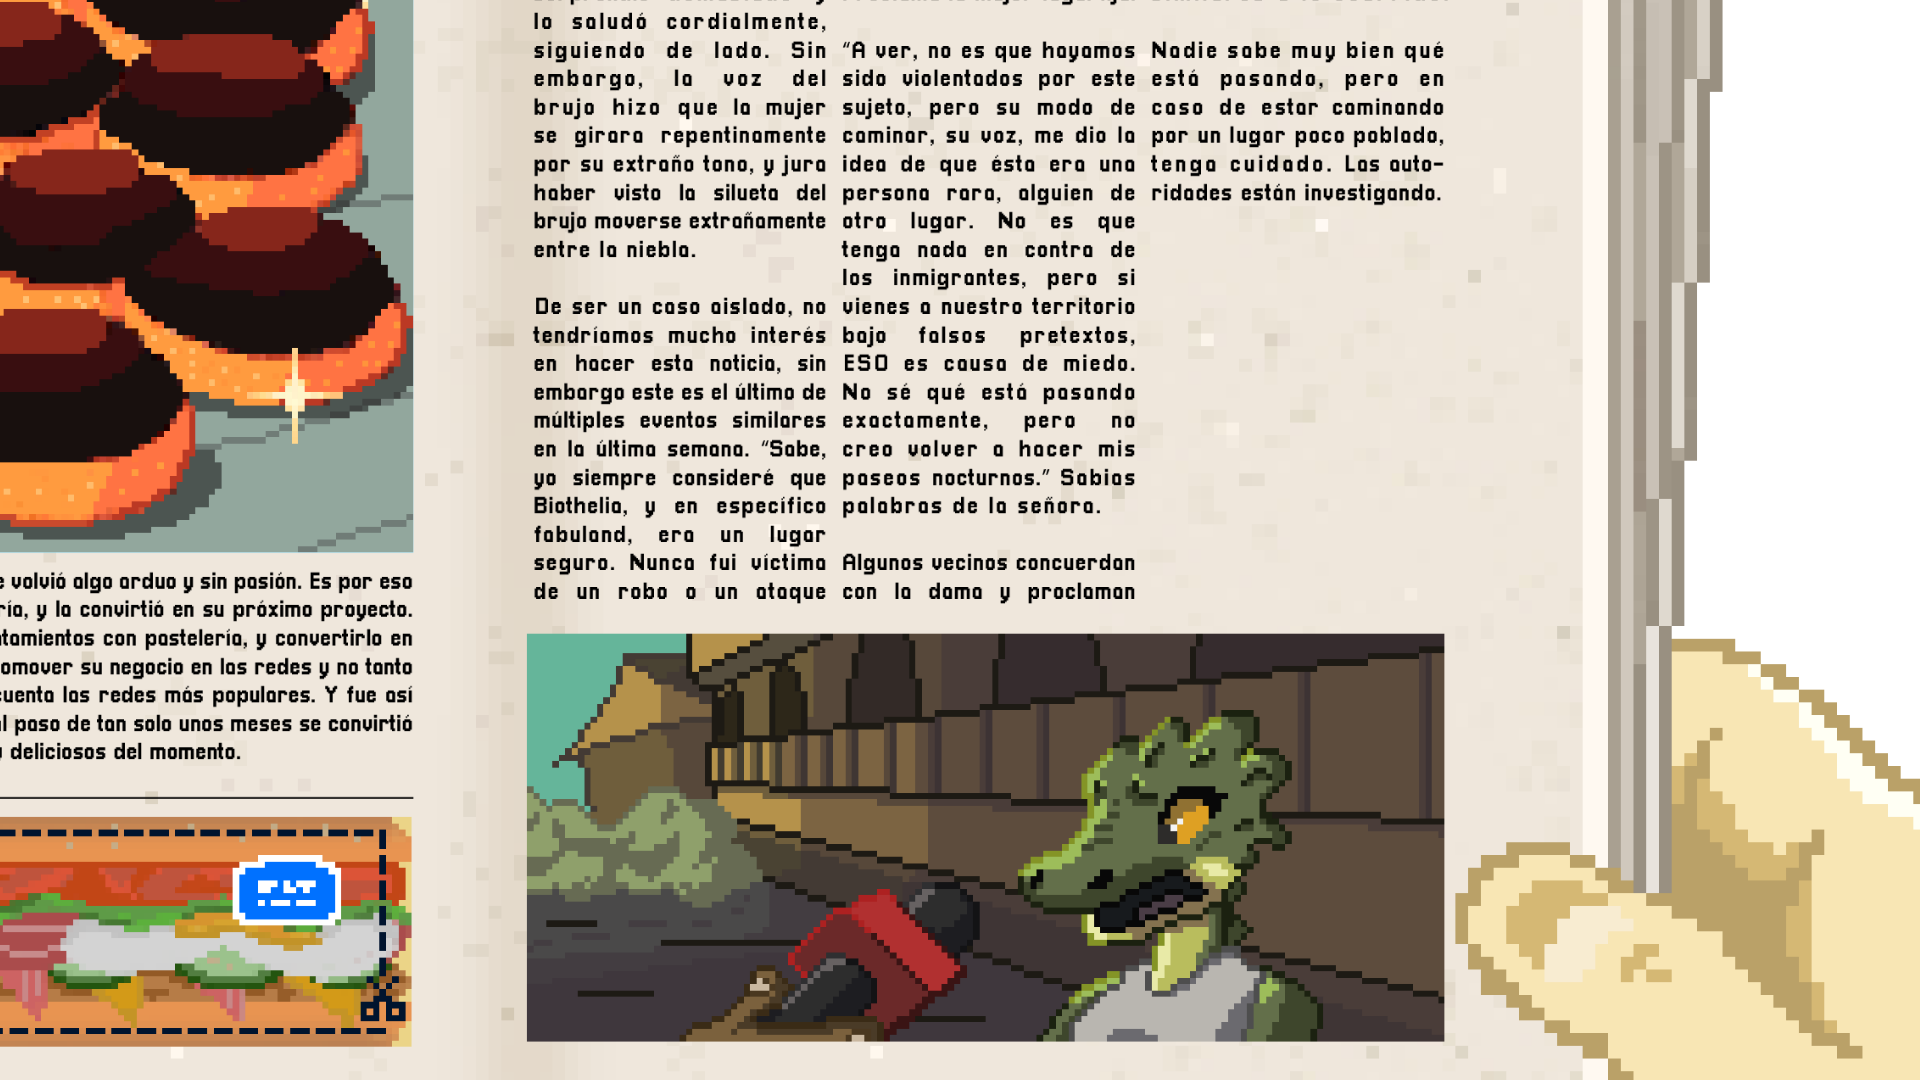 e volvió algo arduo y sin pasión. Es por eso
ría, y la convirtió en su próximo proyecto.
tamientos con pastelería, y convertirlo en
omover su negocio en las redes y no tanto
cuenta las redes más populares. Y fue así
al paso de tan solo unos meses se convirtió
deliciosos del momento.
lo saludó cordialmente,
siguiendo de lado. Sin
embargo, la voz del
brujo hizo que la mujer
se girara repentinamente
por su extraño tono, y jura
haber visto la silueta del
brujo moverse extrañamente
entre la niebla.
De ser un caso aislado, no
tendríamos mucho interés
en hacer esta noticia, sin
embargo este es el último de
múltiples eventos similares
en la última semana. "Sabe,
yo siempre consideré que
Biothelia, y en específico
fabuland, era un lugar
seguro. Nunca fui víctima
de un robo o un ataque
"A ver, no es que hayamos
sido violentados por este
sujeto, pero su modo de
caminar, su voz, me dio la
idea de que ésta era una
persona rara, alguien de
otro lugar. No es que
tenga nada en contra de
los inmigrantes, pero si
vienes a nuestro territorio
bajo falsos pretextos,
ESO es causa de miedo.
No sé qué está pasando
exactamente, pero no
creo volver a hacer mis
paseos nocturnos." Sabias
palabras de la señora.
Algunos vecinos concuerdan
con la dama y proclaman
Nadie sabe muy bien qué
está pasando, pero en
caso de estar caminando
por un lugar poco poblado,
tenga cuidado. Las auto-
ridades están investigando.